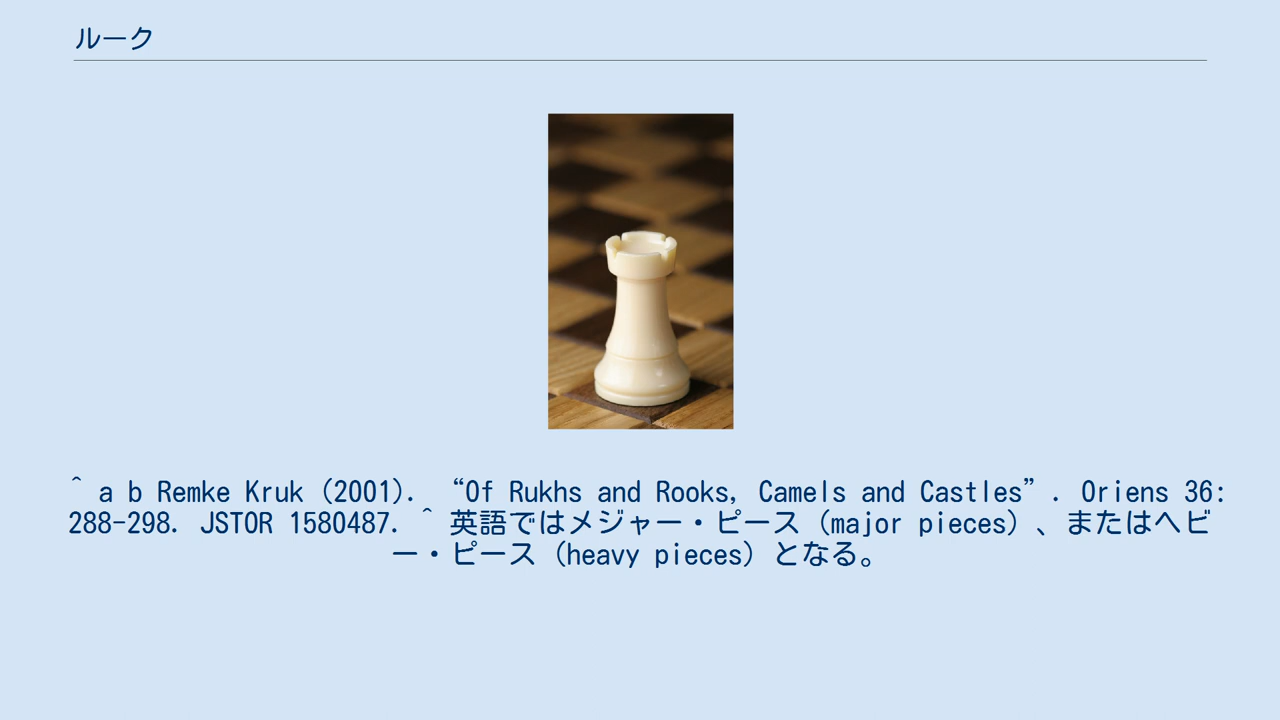 ルーク
^ a b Remke Kruk (2001). “Of Rukhs and Rooks, Camels and Castles”. Oriens 36:
288-298. JSTOR 1580487. ^ 英語ではメジャー・ピース（major pieces）、またはヘビ
ー・ピース（heavy pieces）となる。